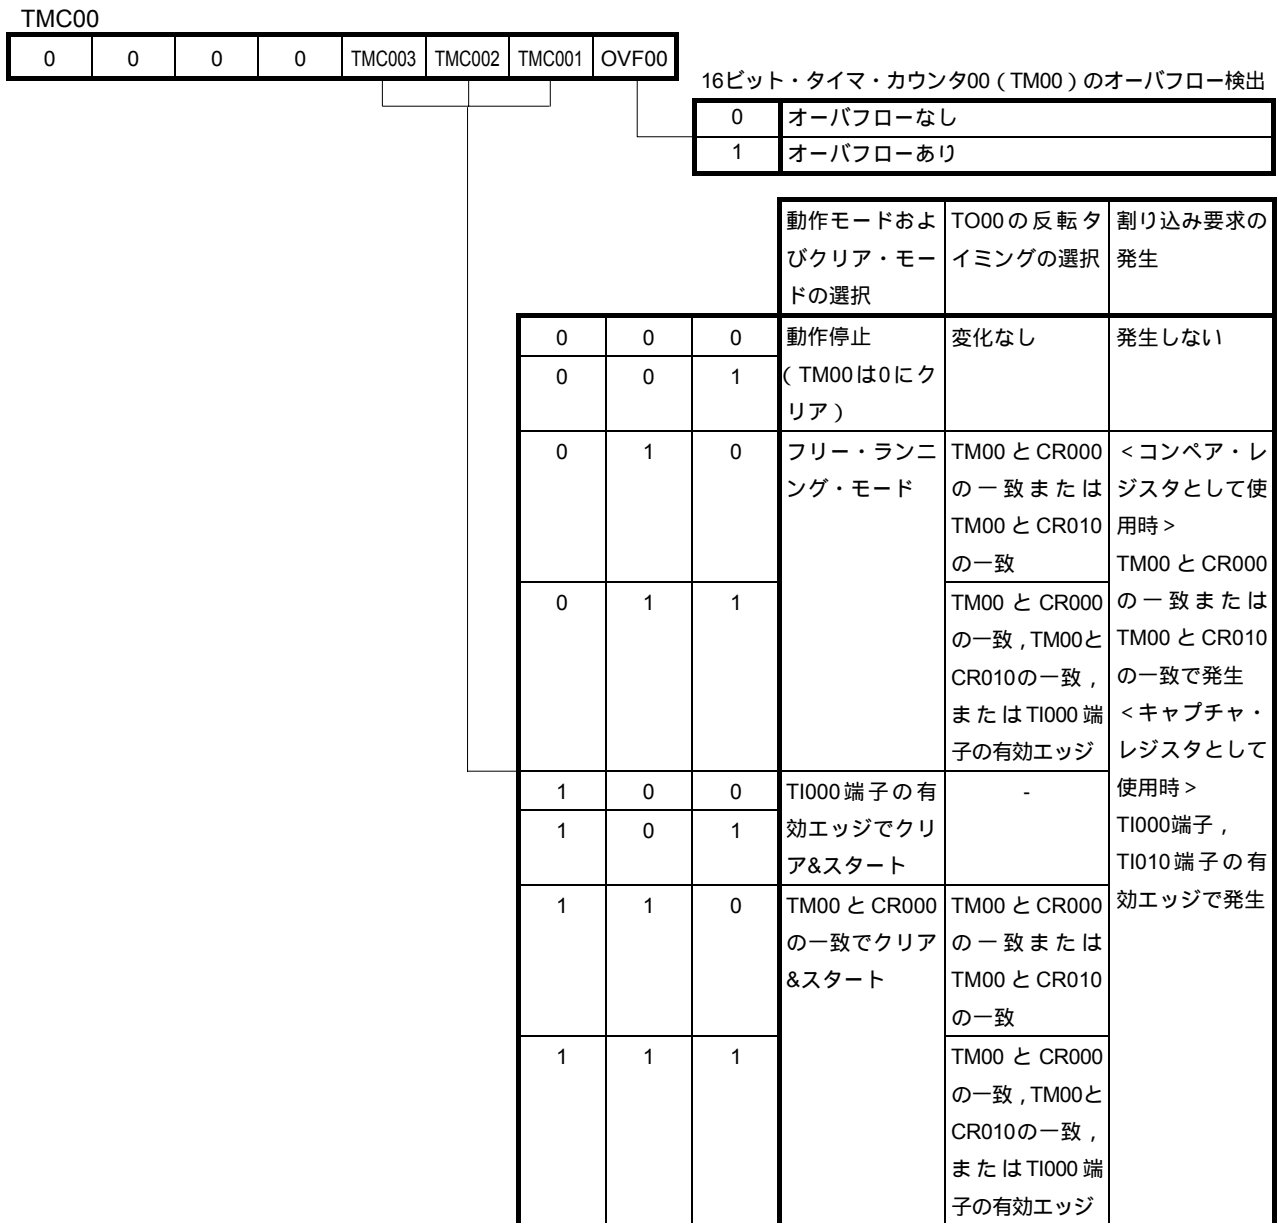 TMC00
0 0 0 0 TMC003 TMC002 TMC001 OVF00
16ビット・タイマ・カウンタ00（TM00）のオーバフロー検出
0 オーバフローなし
1 オーバフローあり
動作モードおよ
びクリア・モー
ドの選択
TO00の反転タ
イミングの選択
割り込み要求の
発生
0 0 0
0 0 1
動作停止
（TM00は0にク
リア）
変化なし
発生しない
0 1 0
フリー・ランニ
ング・モード
TM00とCR000
の一致または
TM00とCR010
の一致
0 1 1
TM00とCR000
の一致，TM00と
CR010の一致，
またはTI000端
子の有効エッジ
＜コンペア・レ
ジスタとして使
用時＞
TM00とCR000
の一致または
TM00とCR010
の一致で発生
＜キャプチャ・
レジスタとして
使用時＞
TI000端子，
TI010端子の有
効エッジで発生
1 0 0
1 0 1
TI000端子の有
効エッジでクリ
ア&スタート
-
1 1 0
TM00とCR000
の一致でクリア
&スタート
TM00とCR000
の一致または
TM00とCR010
の一致
1 1 1
TM00とCR000
の一致，TM00と
CR010の一致，
またはTI000端
子の有効エッジ